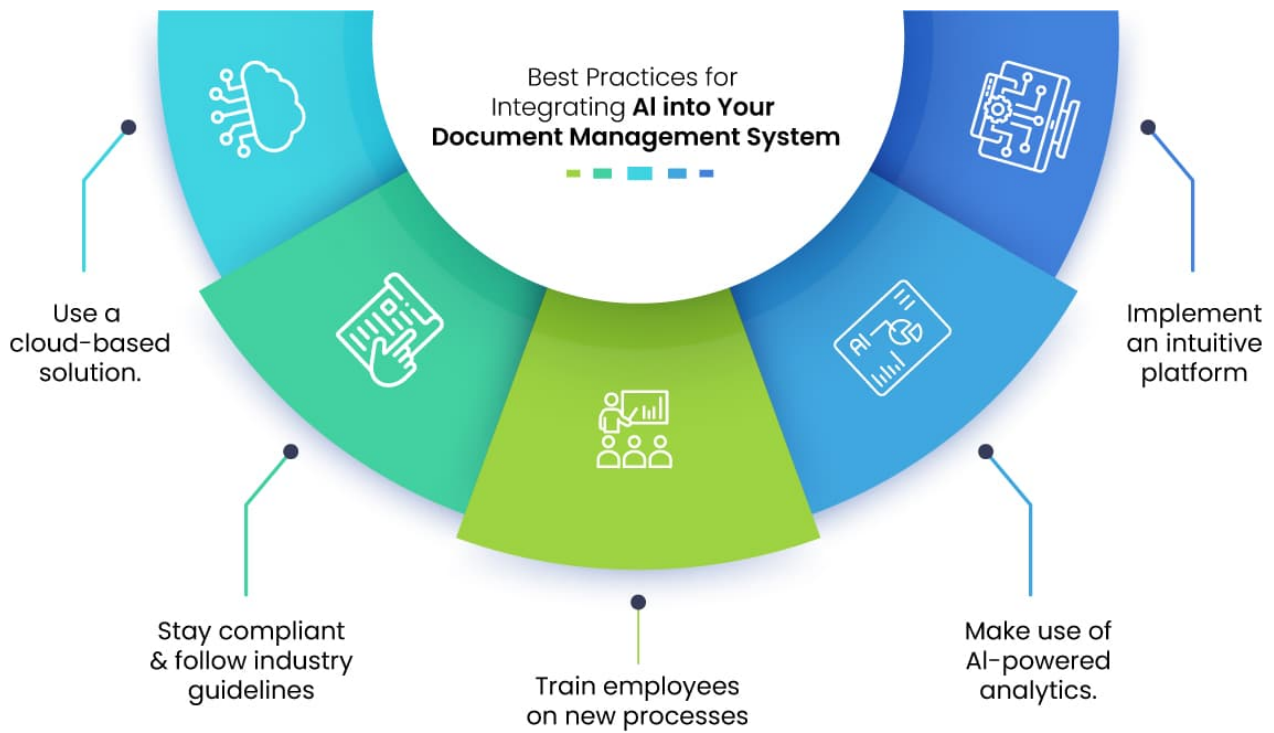 Best Practices for
Integrating AI into Your
Document Management System
Use a
cloud-based
solution.
Stay compliant
& follow industry
guidelines
Train employees
on new processes
AI
Make use of
AI-powered
analytics.
Implement
an intuitive
platform